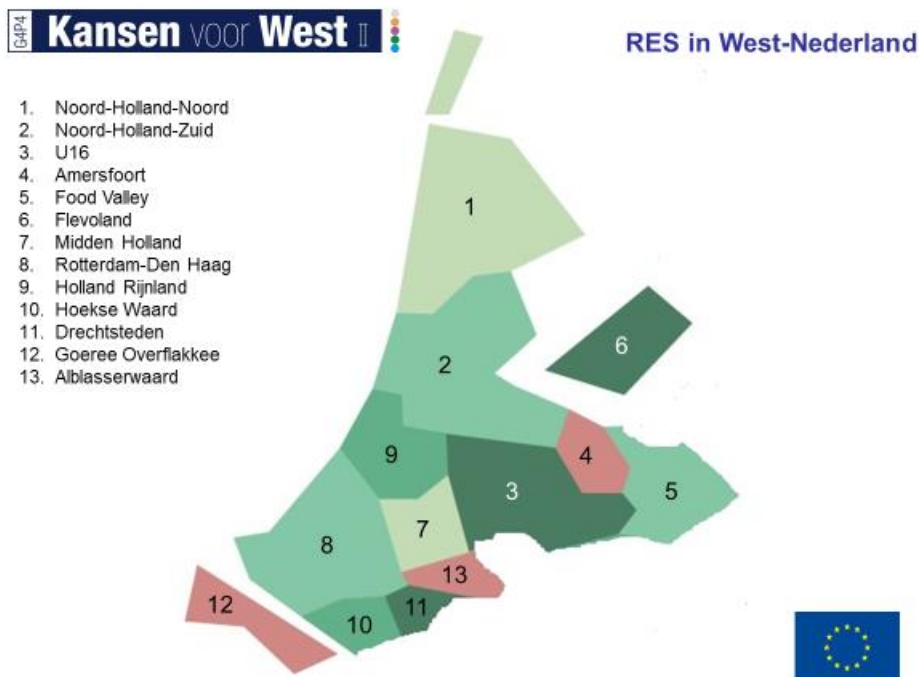 G4P4 Kansen voor West II
RES in West-Nederland
1. Noord-Holland-Noord
2. Noord-Holland-Zuid
3. U16
4. Amersfoort
5. Food Valley
6. Flevoland
7. Midden Holland
8. Rotterdam-Den Haag
9. Holland Rijnland
10. Hoekse Waard
11. Drechtsteden
12. Goeree Overflakkee
13. Alblasserwaard
1
6
2
4
9
3
5
7
8
13
12
11
10